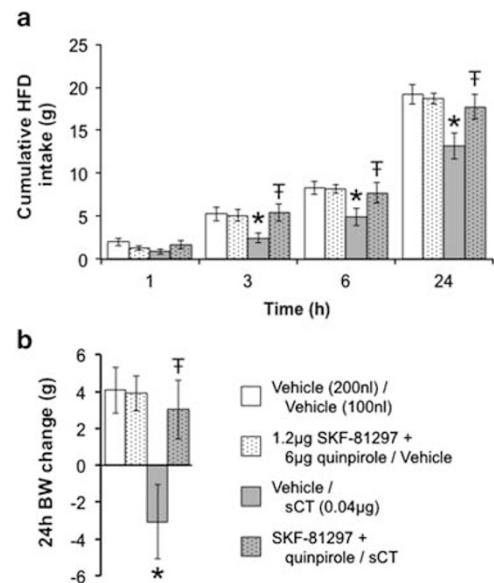 a
Cumulative HFD
intake (g)
25
20
15
10
5
0
* Ŧ
* Ŧ
* Ŧ
1 3 6 24
Time (h)
b
24h BW change (g)
6
4
2
0
-2
-4
-6
Ŧ
*
Vehicle (200nl) /
Vehicle (100nl)
1.2µg SKF-81297 +
6µg quinpirole / Vehicle
Vehicle /
sCT (0.04µg)
SKF-81297 +
quinpirole / sCT